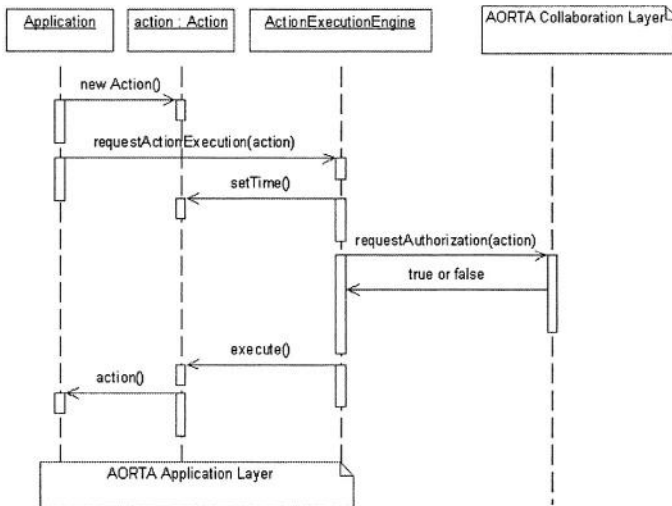 Application
action : Action
ActionExecutionEngine
AORTA Collaboration Layer
new Action()
requestActionExecution(action)
setTime()
requestAuthorization(action)
true or false
execute()
action()
AORTA Application Layer